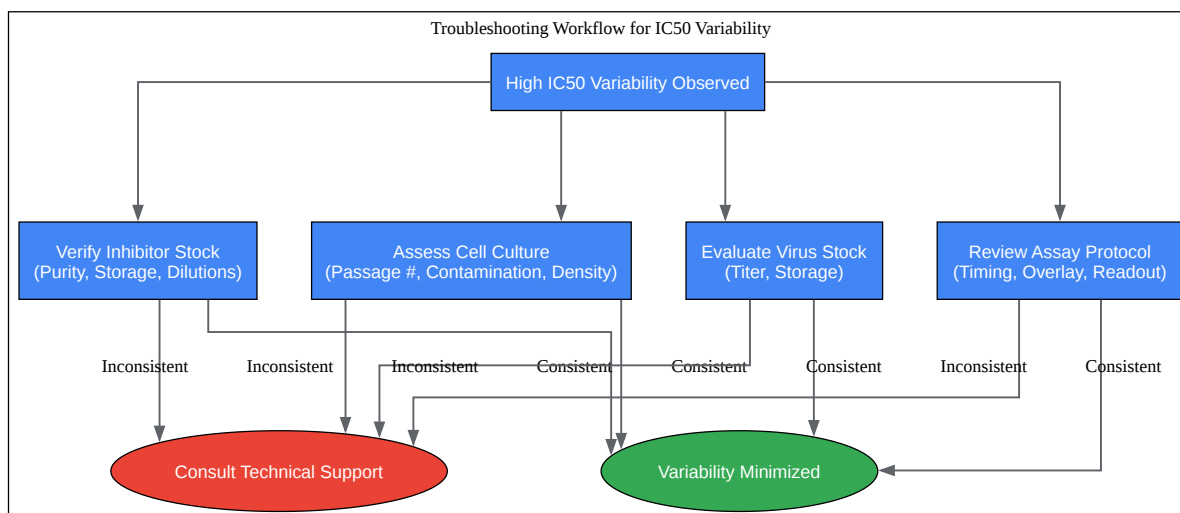 Troubleshooting Workflow for IC50 Variability
High IC50 Variability Observed
Verify Inhibitor Stock
(Purity, Storage, Dilutions)
Assess Cell Culture
(Passage #, Contamination, Density)
Evaluate Virus Stock
(Titer, Storage)
Review Assay Protocol
(Timing, Overlay, Readout)
Inconsistent
Inconsistent
Inconsistent
Consistent
Consistent
Consistent
Inconsistent
Consistent
Consult Technical Support
Variability Minimized